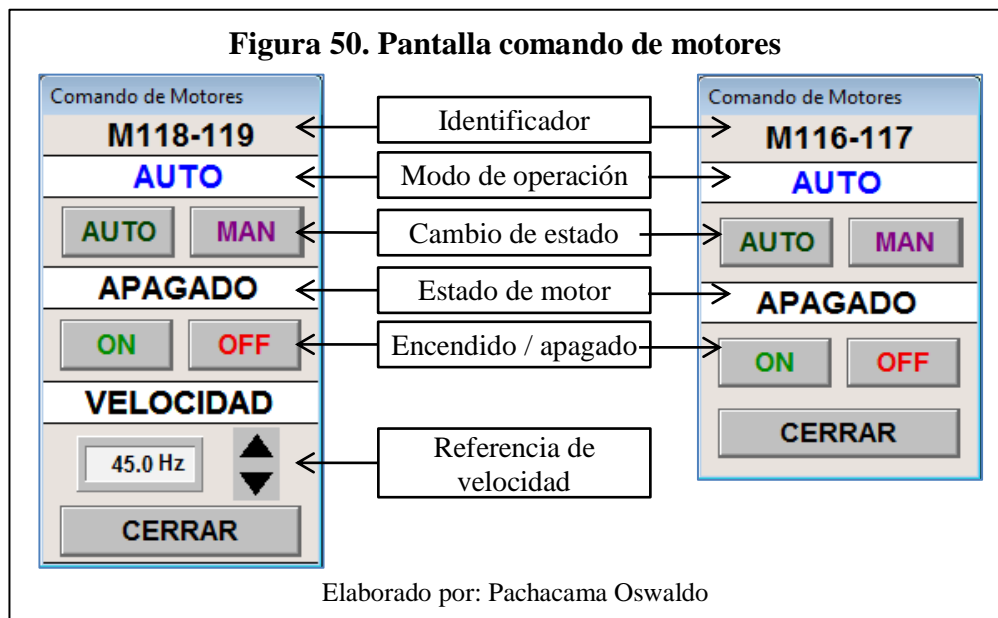 Figura 50. Pantalla comando de motores
Comando de Motores
M118-119
AUTO
AUTO MAN
APAGADO
ON OFF
VELOCIDAD
45.0 Hz
CERRAR
Identificador
Modo de operación
Cambio de estado
Estado de motor
Encendido / apagado
Referencia de
velocidad
Comando de Motores
M116-117
AUTO
AUTO MAN
APAGADO
ON OFF
CERRAR
Elaborado por: Pachacama Oswaldo